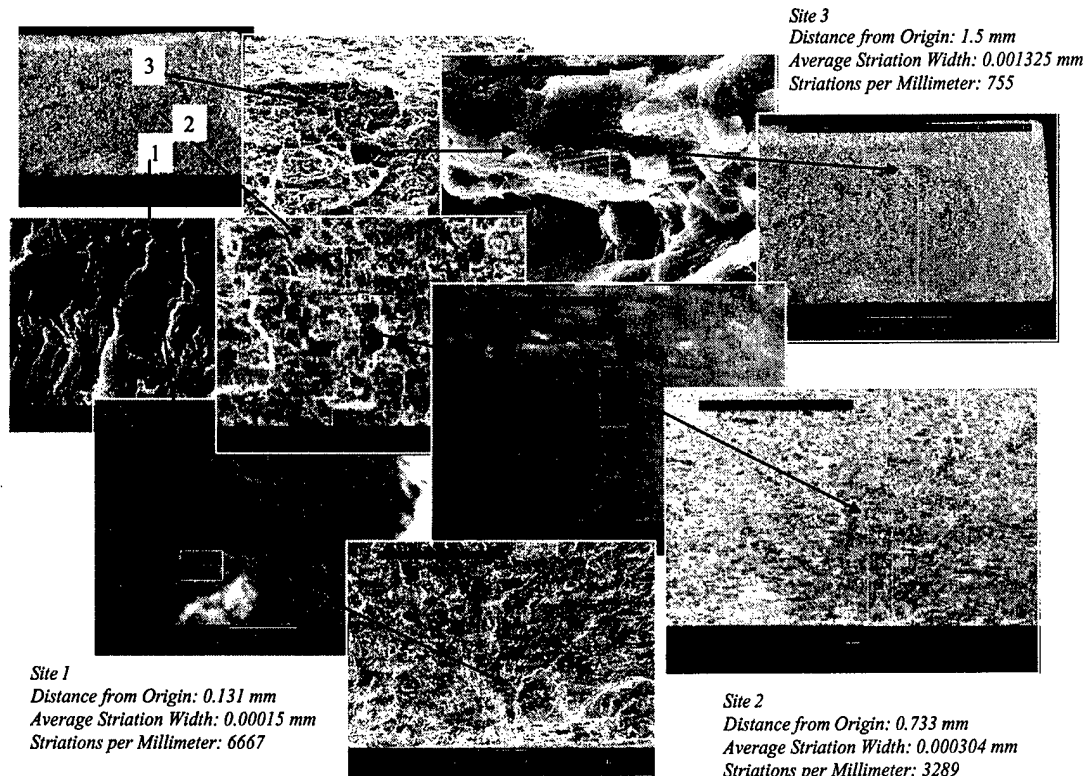 Site 3
Distance from Origin: 1.5 mm
Average Striation Width: 0.001325 mm
Striations per Millimeter: 755
3
2
1
Site 1
Distance from Origin: 0.131 mm
Average Striation Width: 0.00015 mm
Striations per Millimeter: 6667
Site 2
Distance from Origin: 0.733 mm
Average Striation Width: 0.000304 mm
Striations per Millimeter: 3289